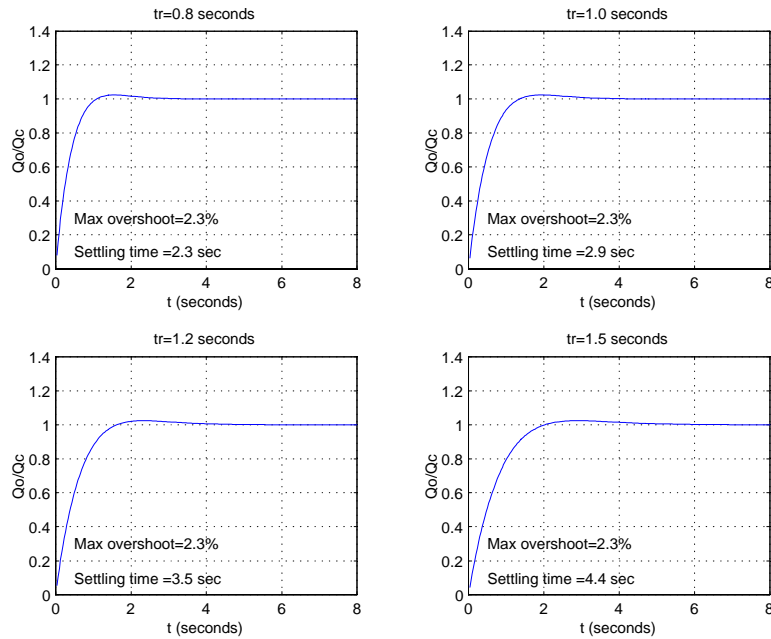 tr=0.8 seconds
1.4
1.2
1
0.8
0.6
0.4
0.2
0
Qo/Qc
Max overshoot=2.3%
Settling time =2.3 sec
0 2 4 6 8
t (seconds)
tr=1.0 seconds
1.4
1.2
1
0.8
0.6
0.4
0.2
0
Qo/Qc
Max overshoot=2.3%
Settling time =2.9 sec
0 2 4 6 8
t (seconds)
tr=1.2 seconds
1.4
1.2
1
0.8
0.6
0.4
0.2
0
Qo/Qc
Max overshoot=2.3%
Settling time =3.5 sec
0 2 4 6 8
t (seconds)
tr=1.5 seconds
1.4
1.2
1
0.8
0.6
0.4
0.2
0
Qo/Qc
Max overshoot=2.3%
Settling time =4.4 sec
0 2 4 6 8
t (seconds)